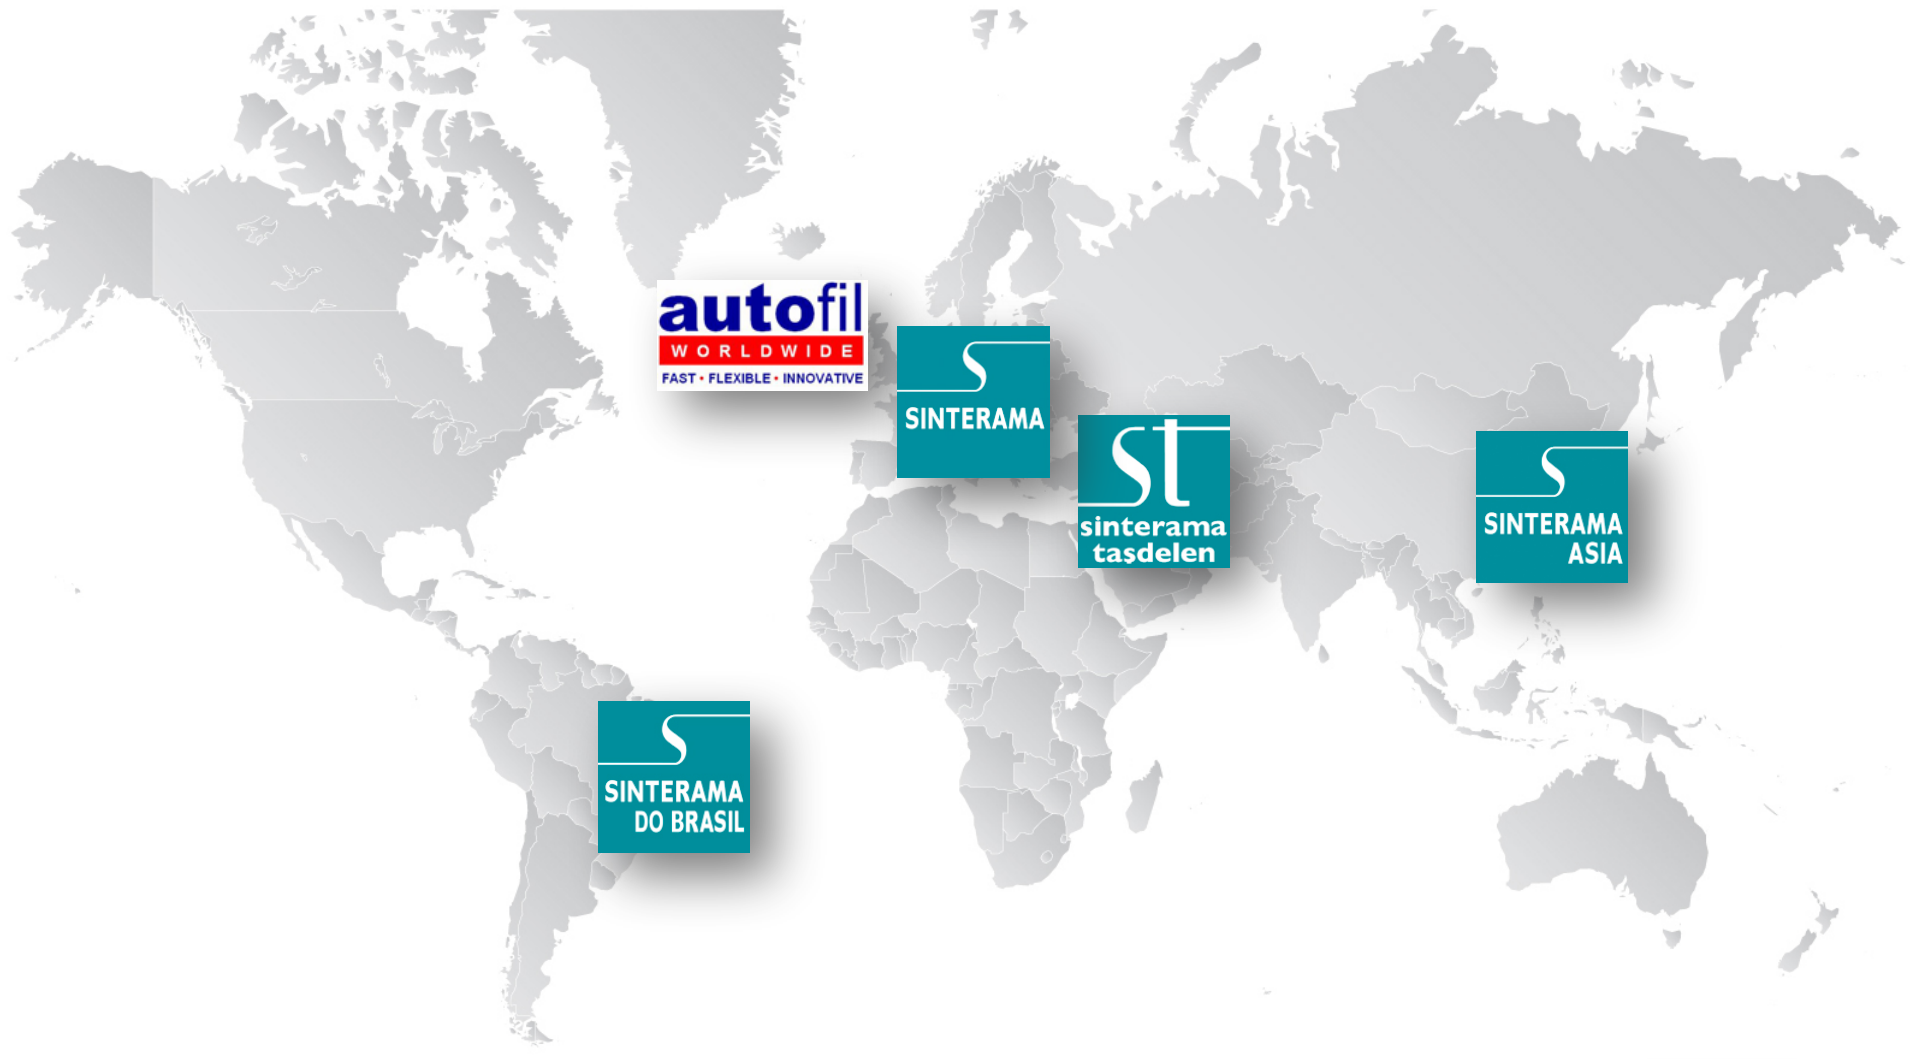 autofil
WORLDWIDE
FAST • FLEXIBLE • INNOVATIVE
SINTERAMA
st
sinterama
taşdelen
SINTERAMA
ASIA
SINTERAMA
DO BRASIL